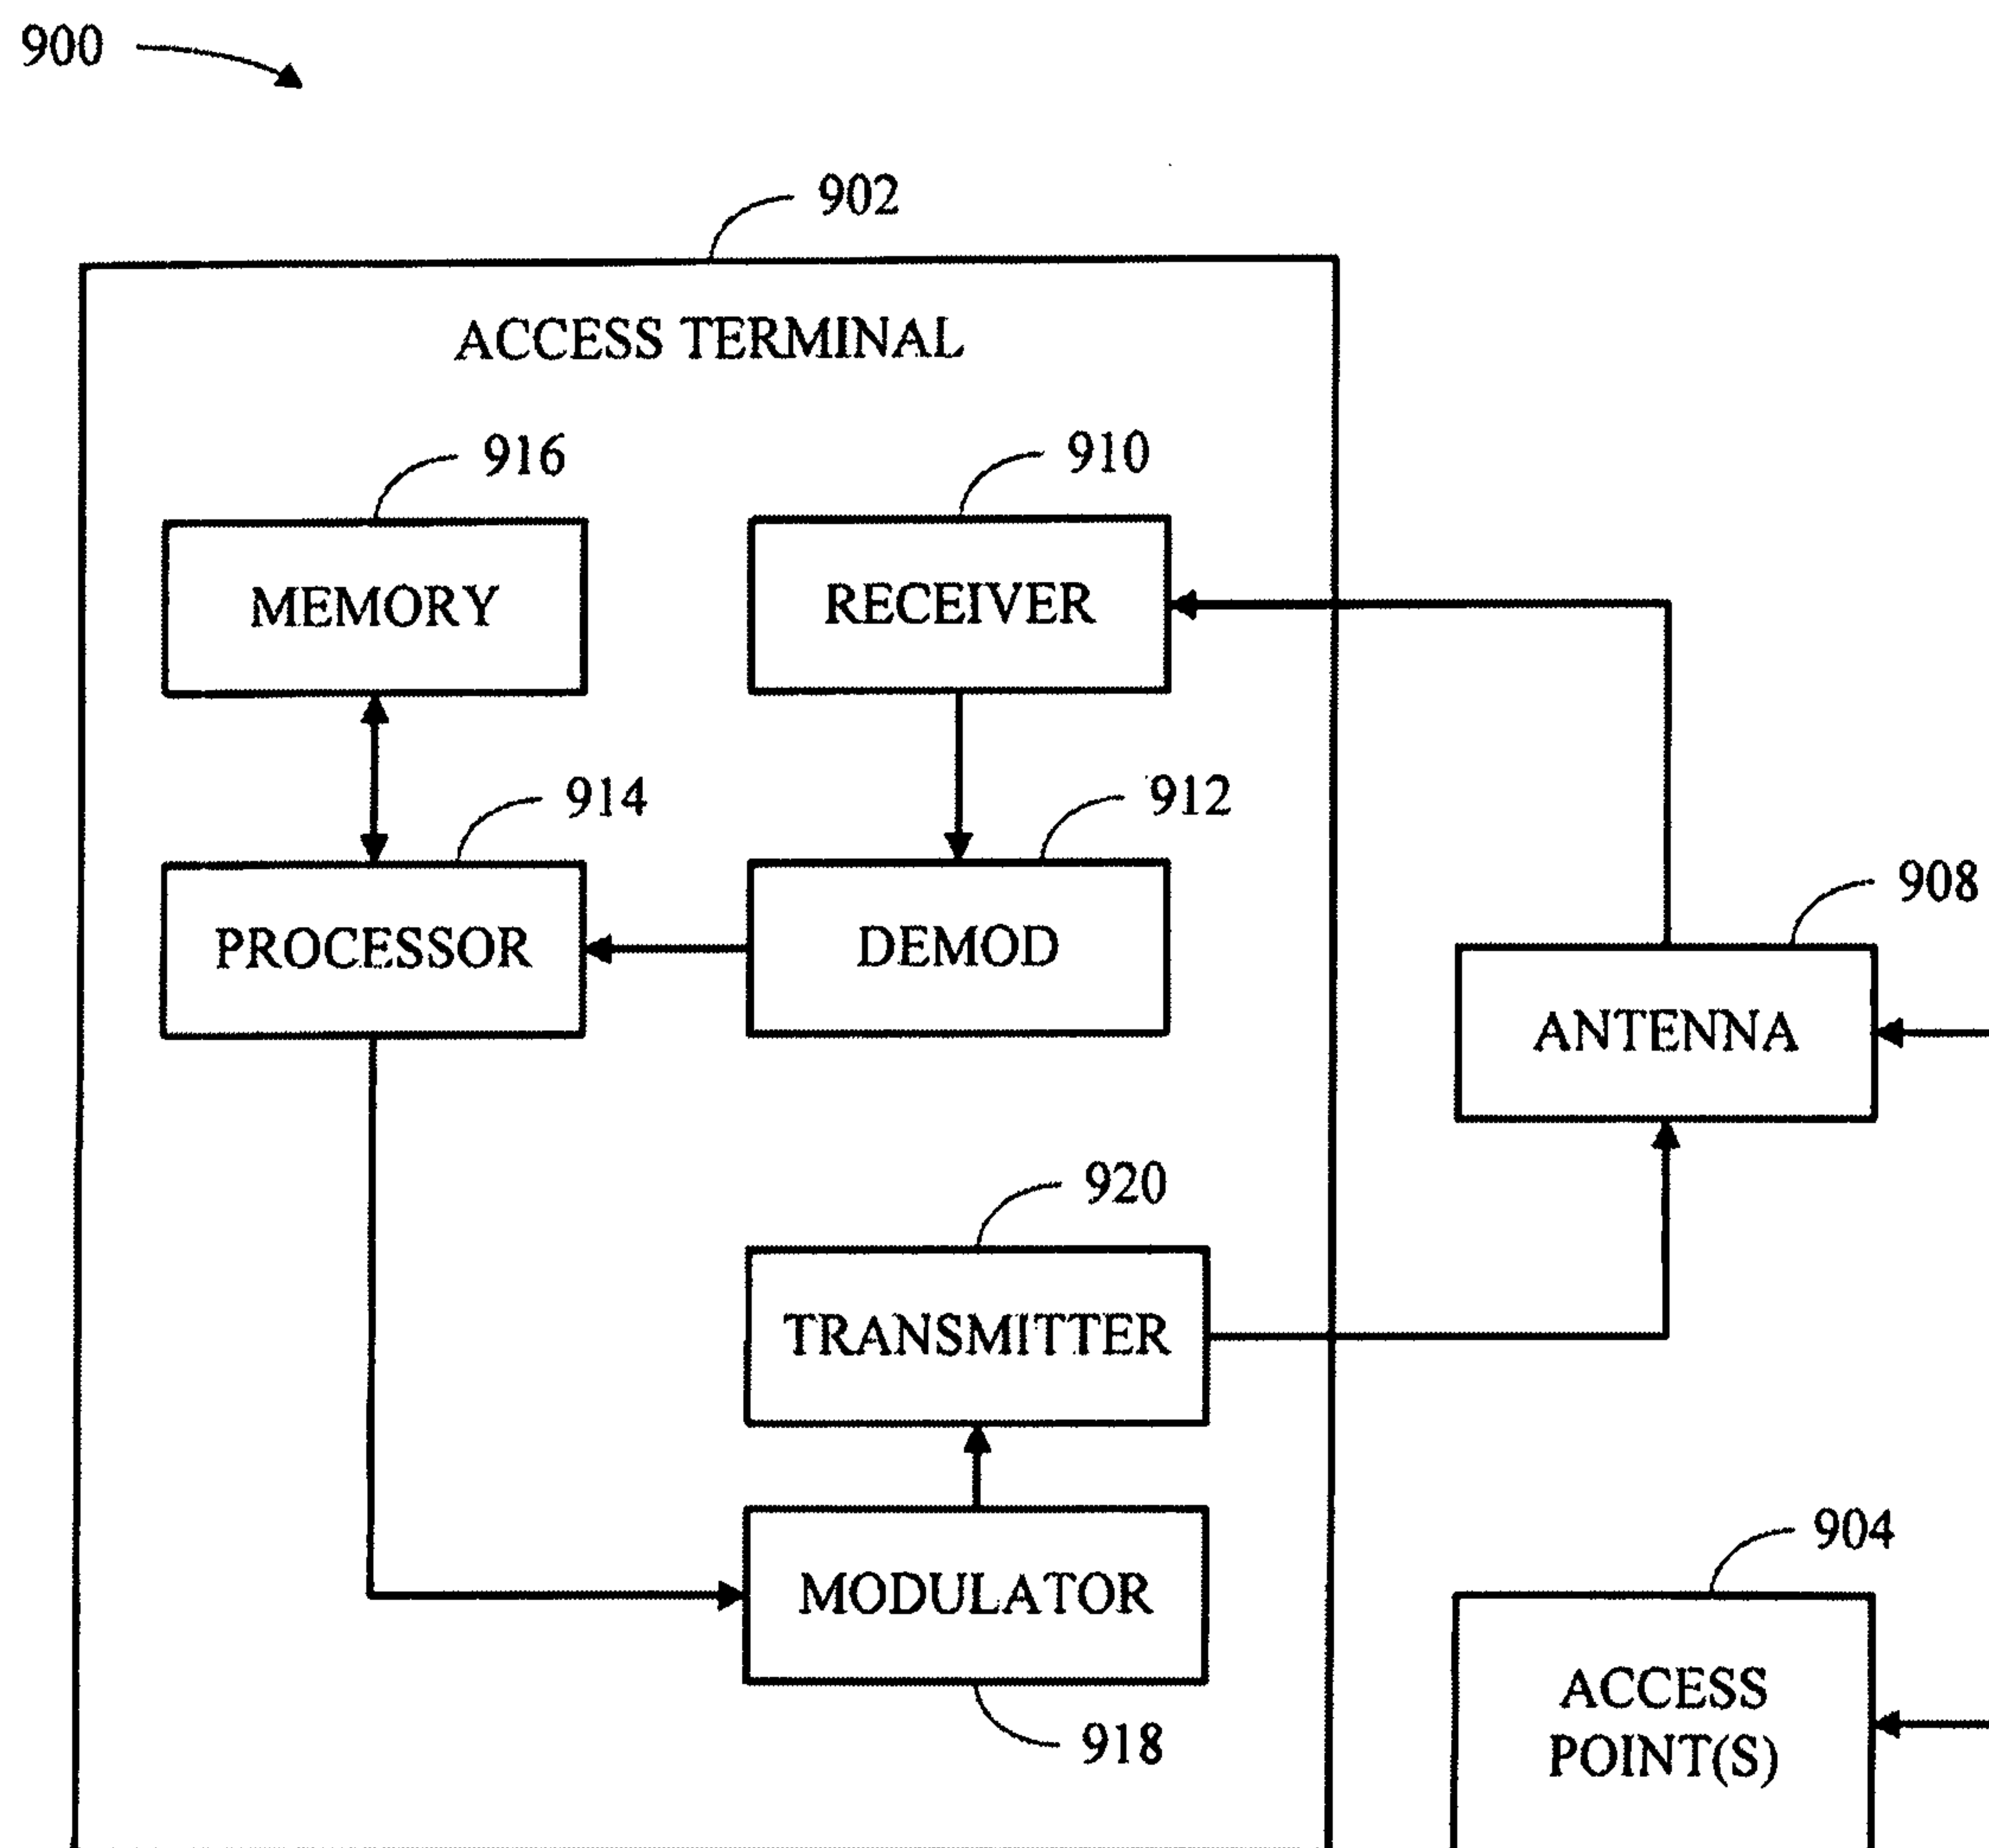 900
902
ACCESS TERMINAL
916
910
MEMORY
RECEIVER
914
912
908
PROCESSOR
DEMOD
ANTENNA
920
TRANSMITTER
904
MODULATOR
ACCESS
POINT(S)
918